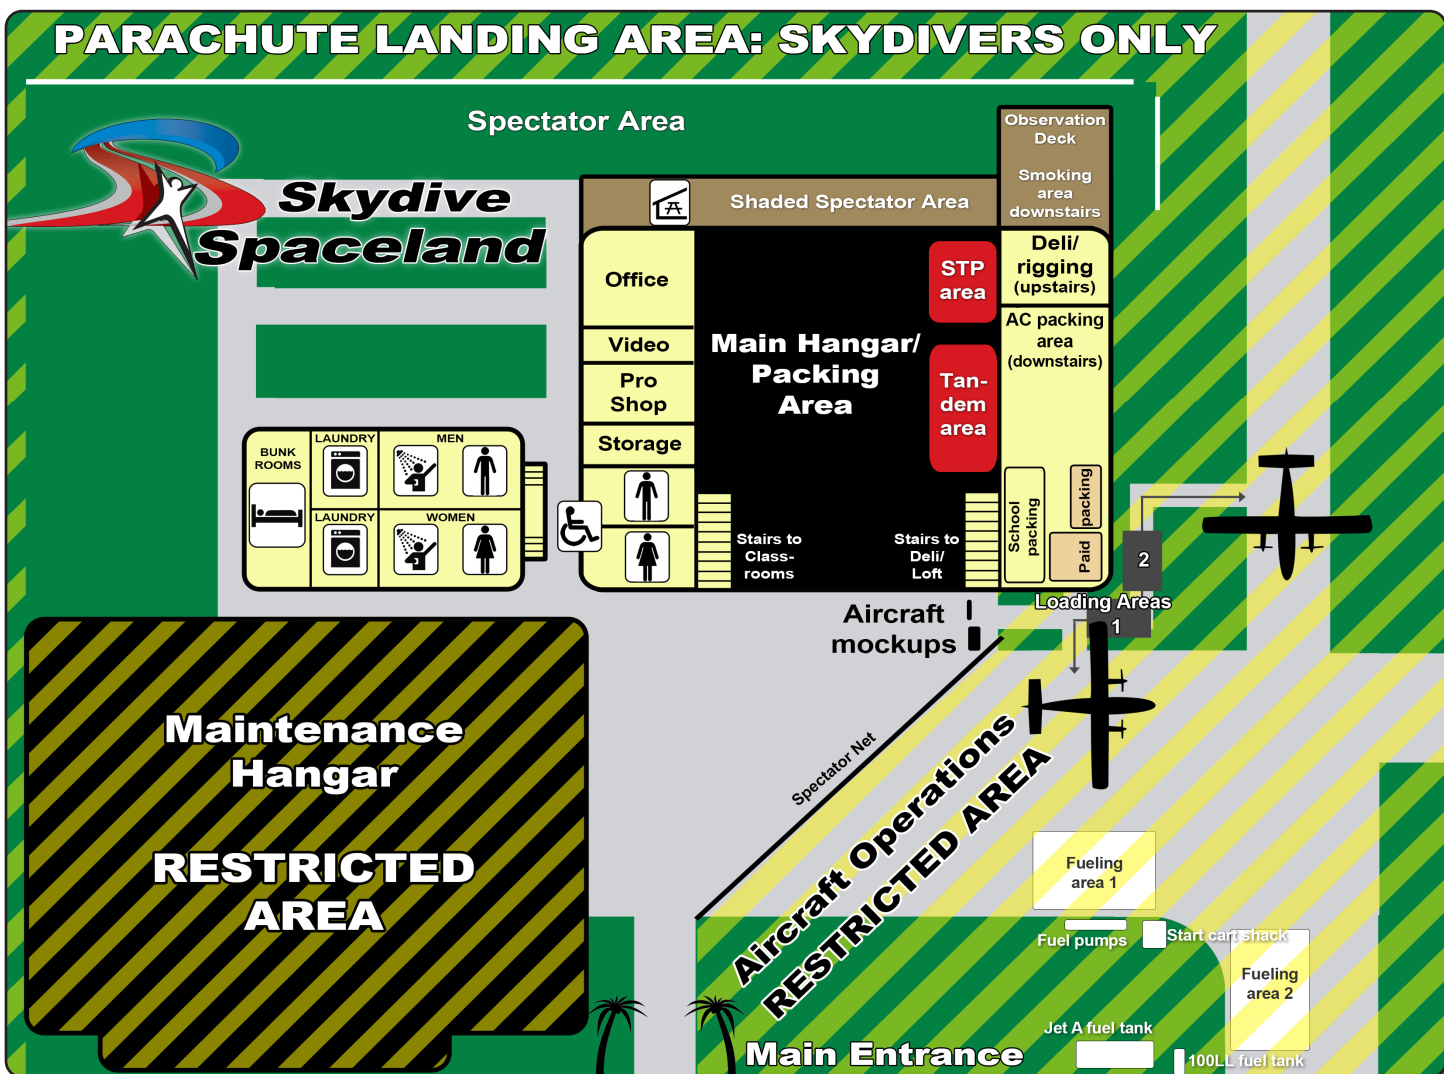 PARACHUTE LANDING AREA: SKYDIVERS ONLY
Spectator Area
Observation
Deck
Smoking
area
downstairs
Skydive
Spaceland
Shaded Spectator Area
Office
Video
Pro
Shop
Storage
Main Hangar/
Packing
Area
STP
area
Tan-
dem
area
Deli/
rigging
(upstairs)
AC packing
area
(downstairs)
School
packing
Paid
packing
BUNK
ROOMS
LAUNDRY
MEN
LAUNDRY
WOMEN
Stairs to
Class-
rooms
Stairs to
Deli/
Loft
2
Loading Areas
1
Aircraft
mockups
Maintenance
Hangar
RESTRICTED
AREA
Spectator Net
Aircraft Operations
RESTRICTED AREA
Fueling
area 1
Fuel pumps
Start cart shack
Fueling
area 2
Jet A fuel tank
100LL fuel tank
Main Entrance